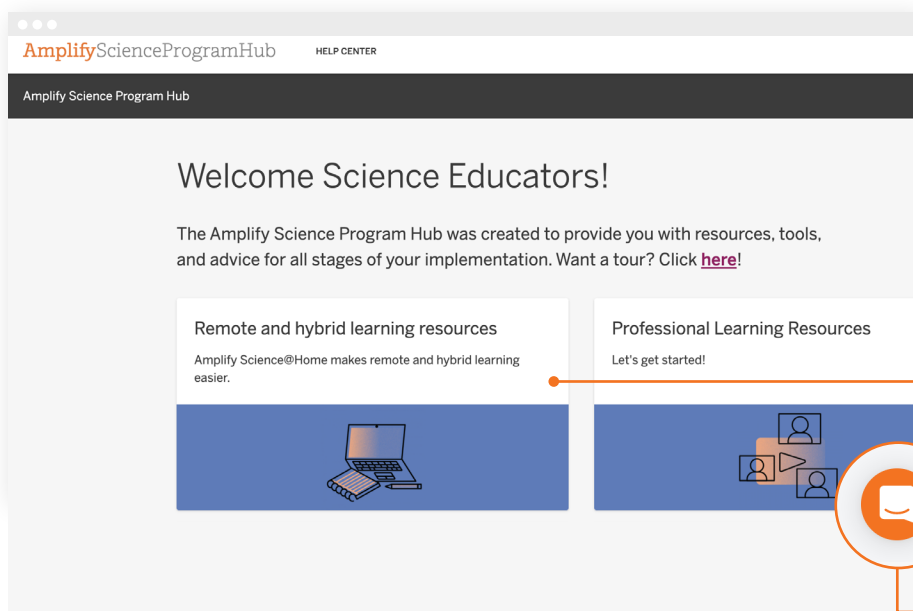 AmplifyScienceProgramHub
HELP CENTER
Amplify Science Program Hub
Welcome Science Educators!
The Amplify Science Program Hub was created to provide you with resources, tools,
and advice for all stages of your implementation. Want a tour? Click here!
Remote and hybrid learning resources
Amplify Science@Home makes remote and hybrid learning
easier.
Professional Learning Resources
Let's get started!